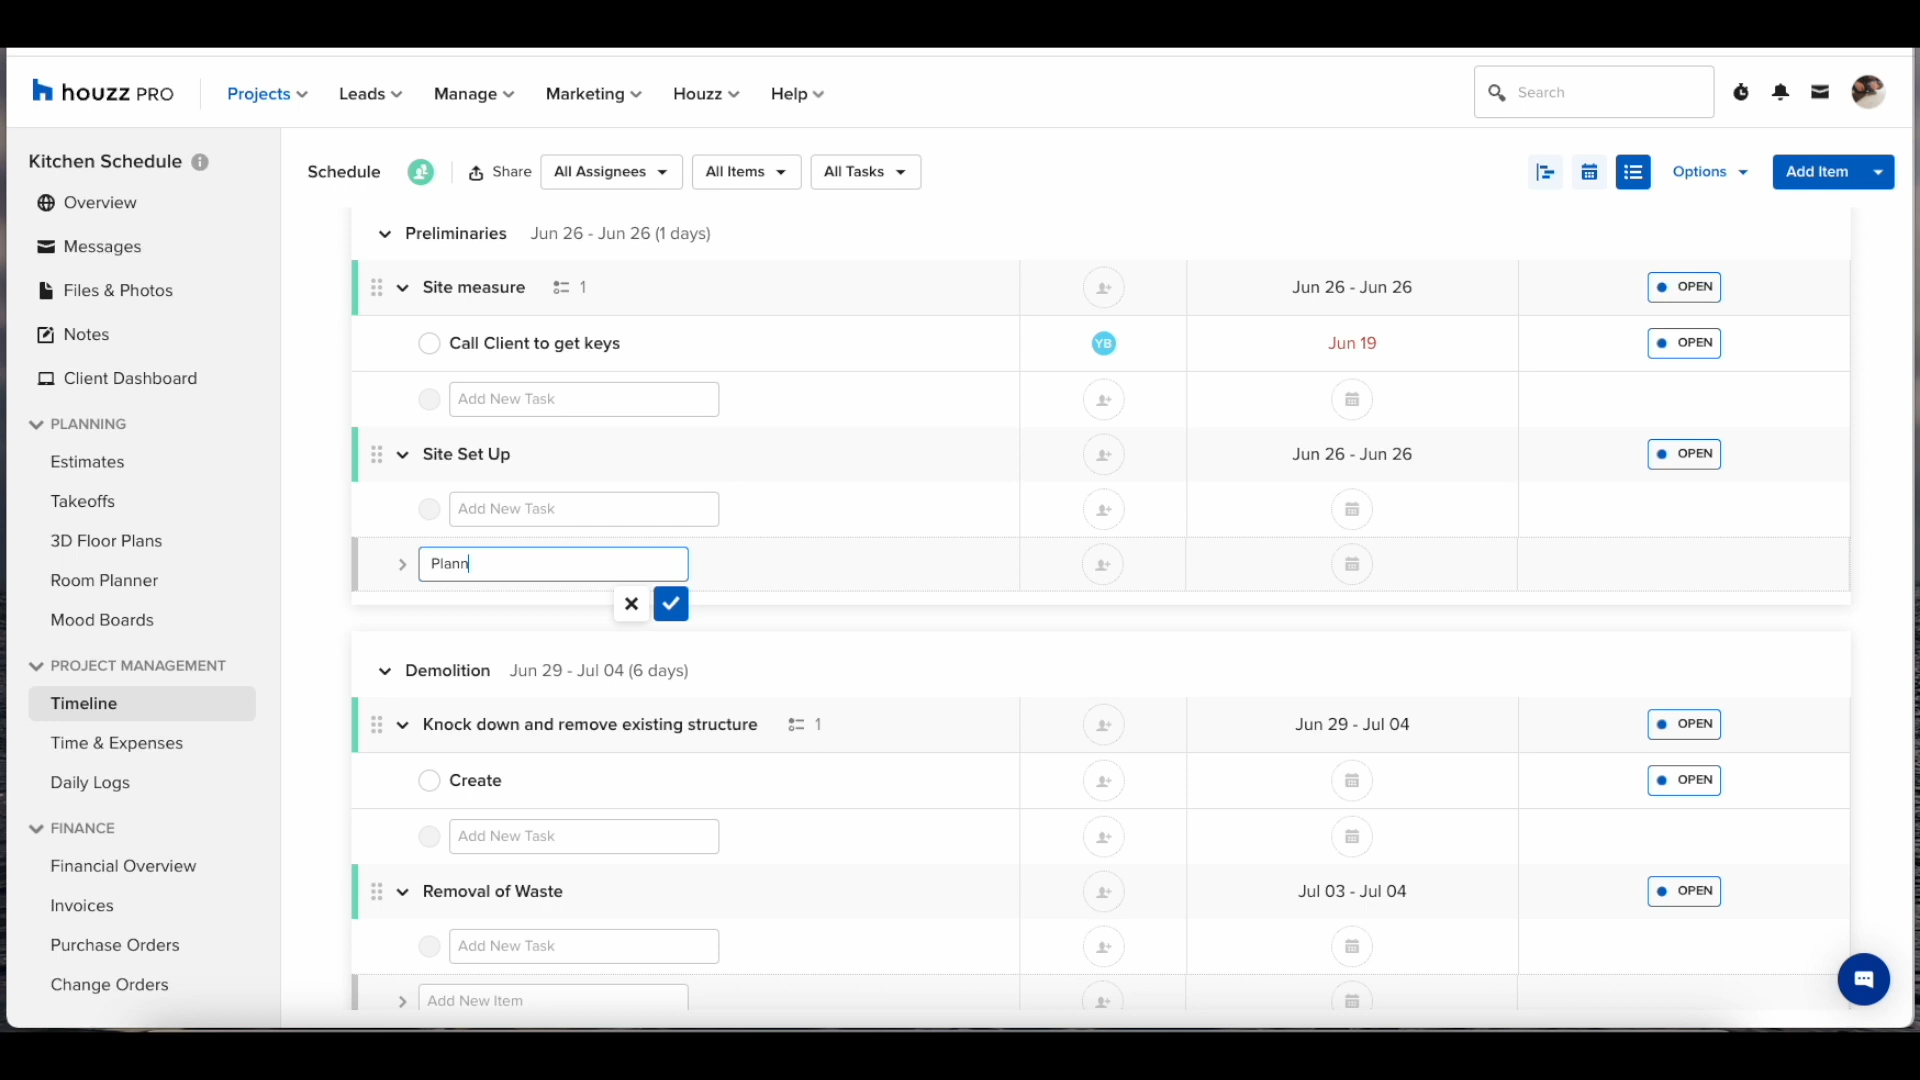 houzz PRO
Projects
Leads
Manage
Marketing
Houzz
Help
Search
Kitchen Schedule
Overview
Messages
Files & Photos
Notes
Client Dashboard
PLANNING
Estimates
Takeoffs
3D Floor Plans
Room Planner
Mood Boards
PROJECT MANAGEMENT
Timeline
Time & Expenses
Daily Logs
FINANCE
Financial Overview
Invoices
Purchase Orders
Change Orders
Schedule
Share
All Assignees
All Items
All Tasks
Options
Add Item
Preliminaries Jun 26 - Jun 26 (1 days)
Site measure 1 Jun 26 - Jun 26 OPEN
Call Client to get keys YB Jun 19 OPEN
Add New Task
Site Set Up Jun 26 - Jun 26 OPEN
Add New Task
Plann
Demolition Jun 29 - Jul 04 (6 days)
Knock down and remove existing structure 1 Jun 29 - Jul 04 OPEN
Create OPEN
Add New Task
Removal of Waste Jul 03 - Jul 04 OPEN
Add New Task
Add New Item